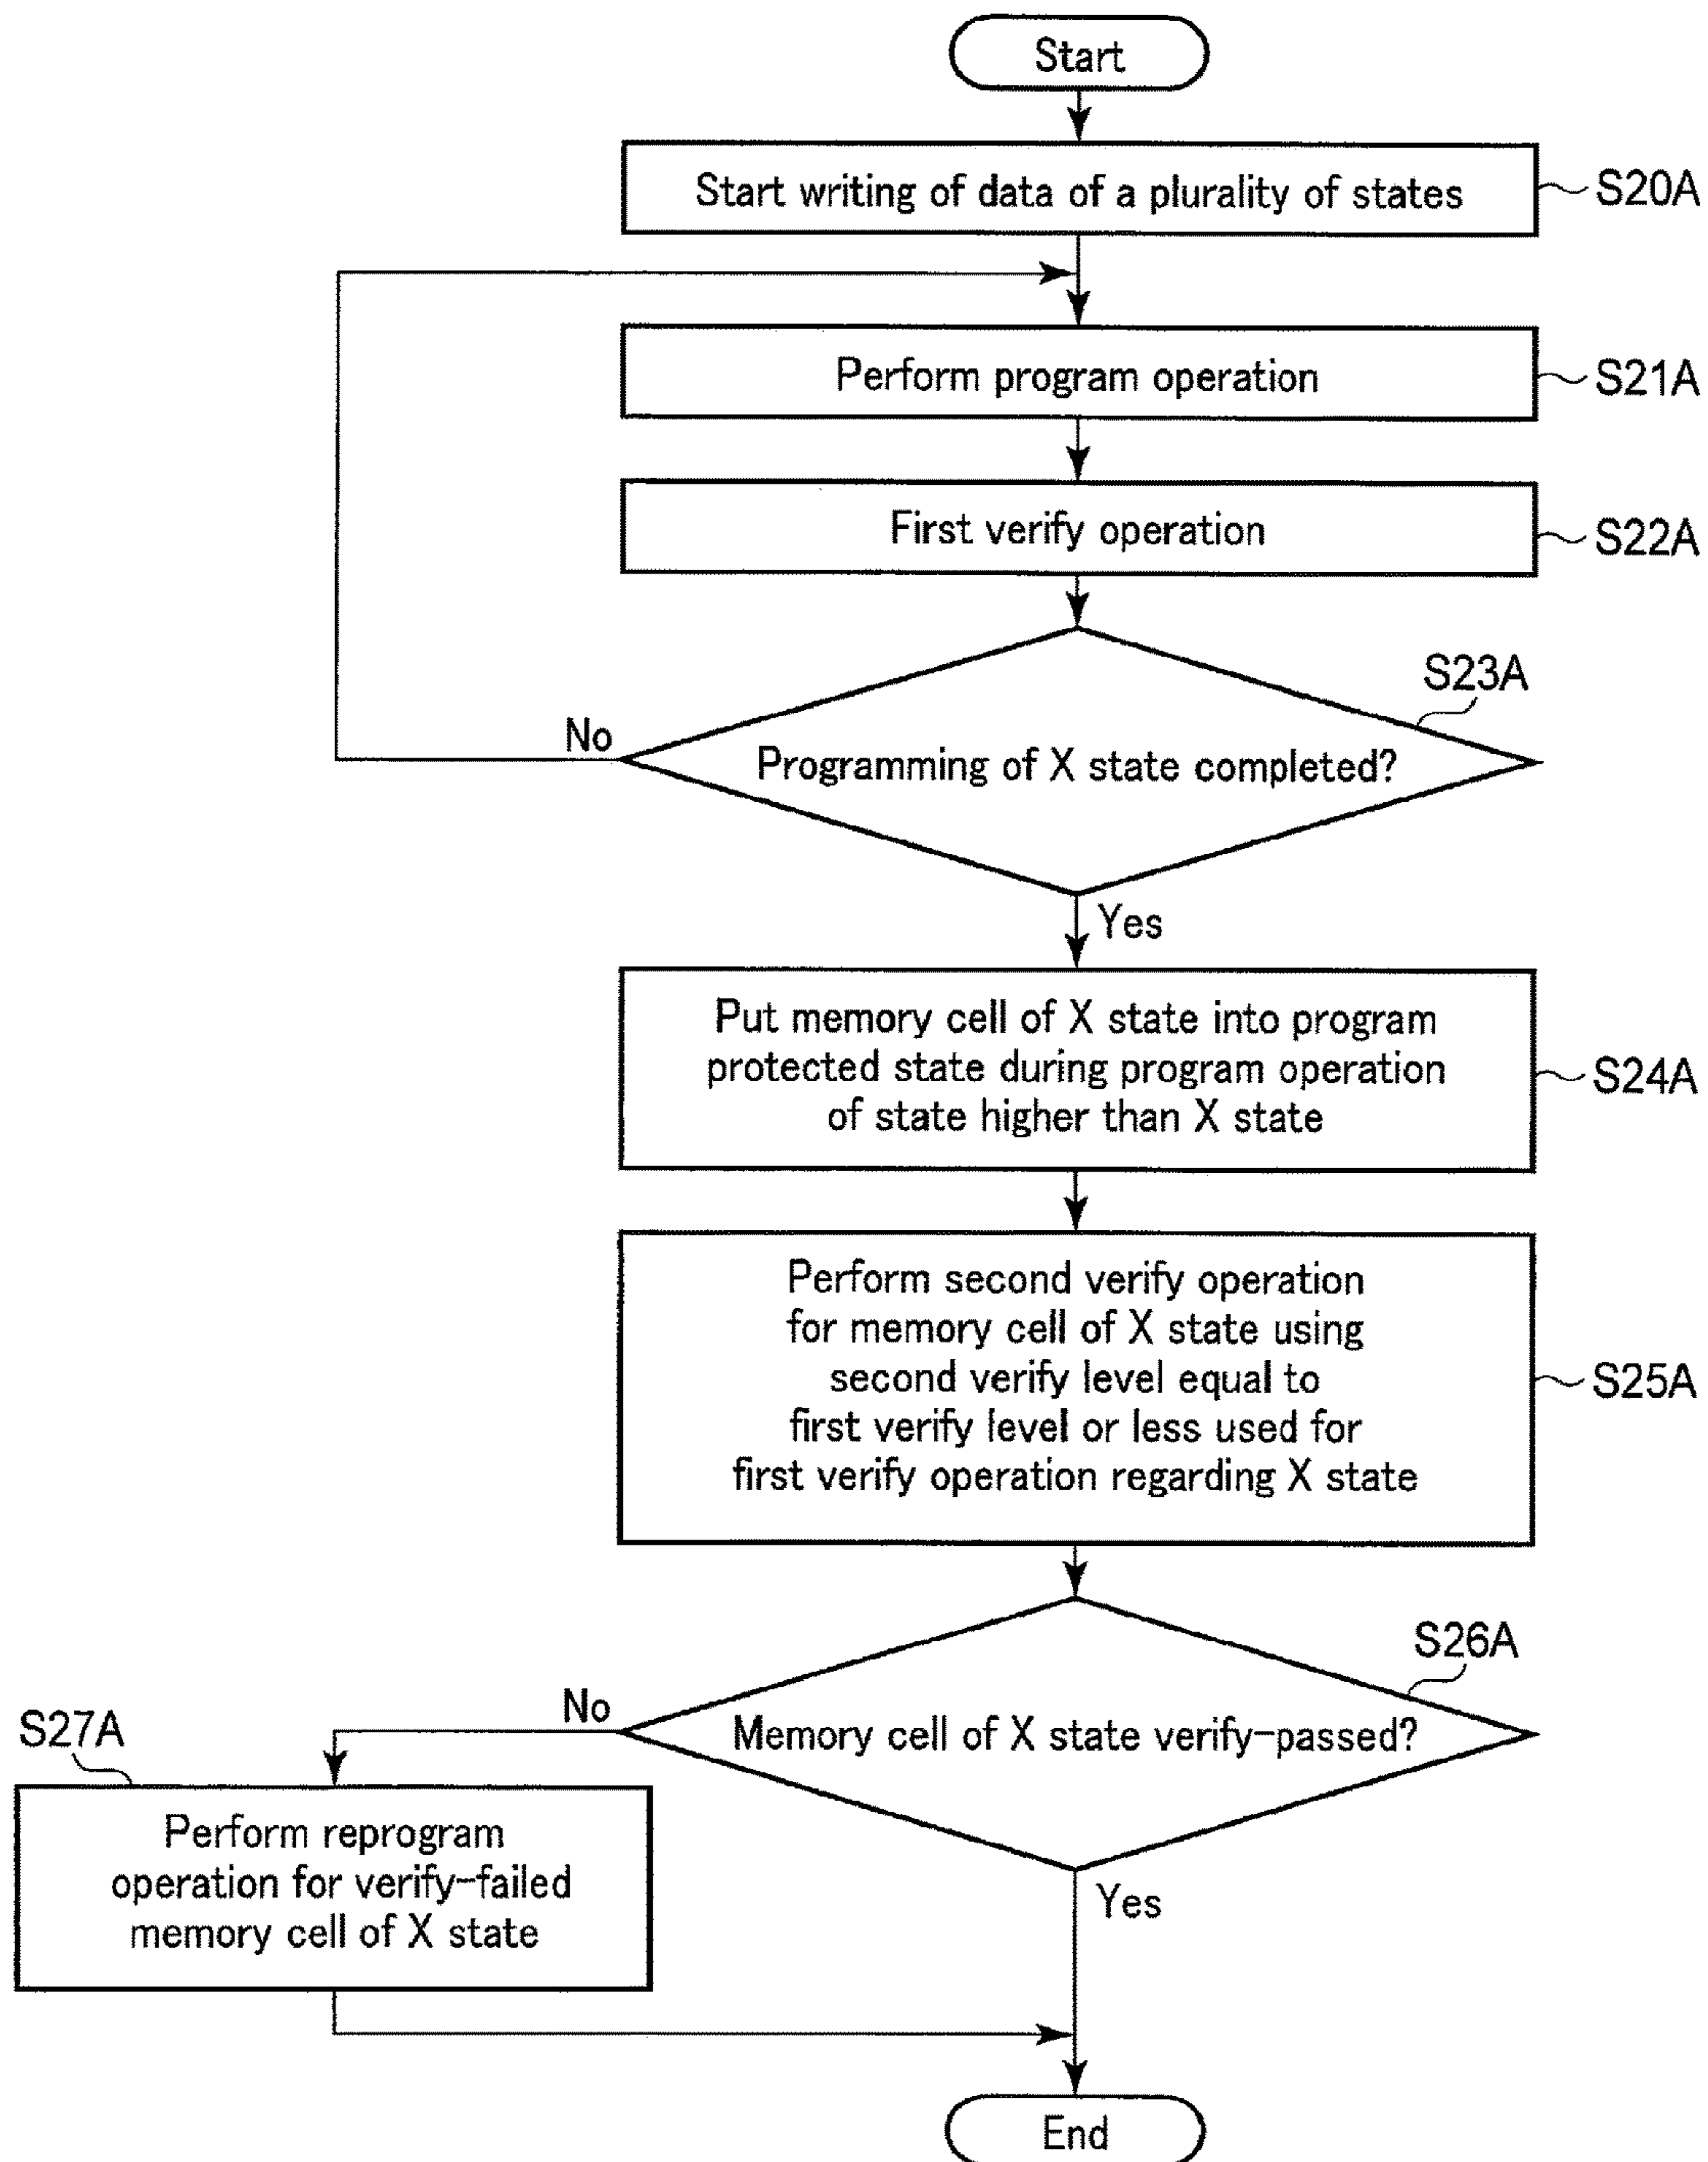 Start
Start writing of data of a plurality of states
S20A
Perform program operation
S21A
First verify operation
S22A
S23A
No
Programming of X state completed?
Yes
Put memory cell of X state into program
protected state during program operation
of state higher than X state
S24A
Perform second verify operation
for memory cell of X state using
second verify level equal to
first verify level or less used for
first verify operation regarding X state
S25A
S26A
No
Memory cell of X state verify-passed?
S27A
Perform reprogram
operation for verify-failed
memory cell of X state
Yes
End